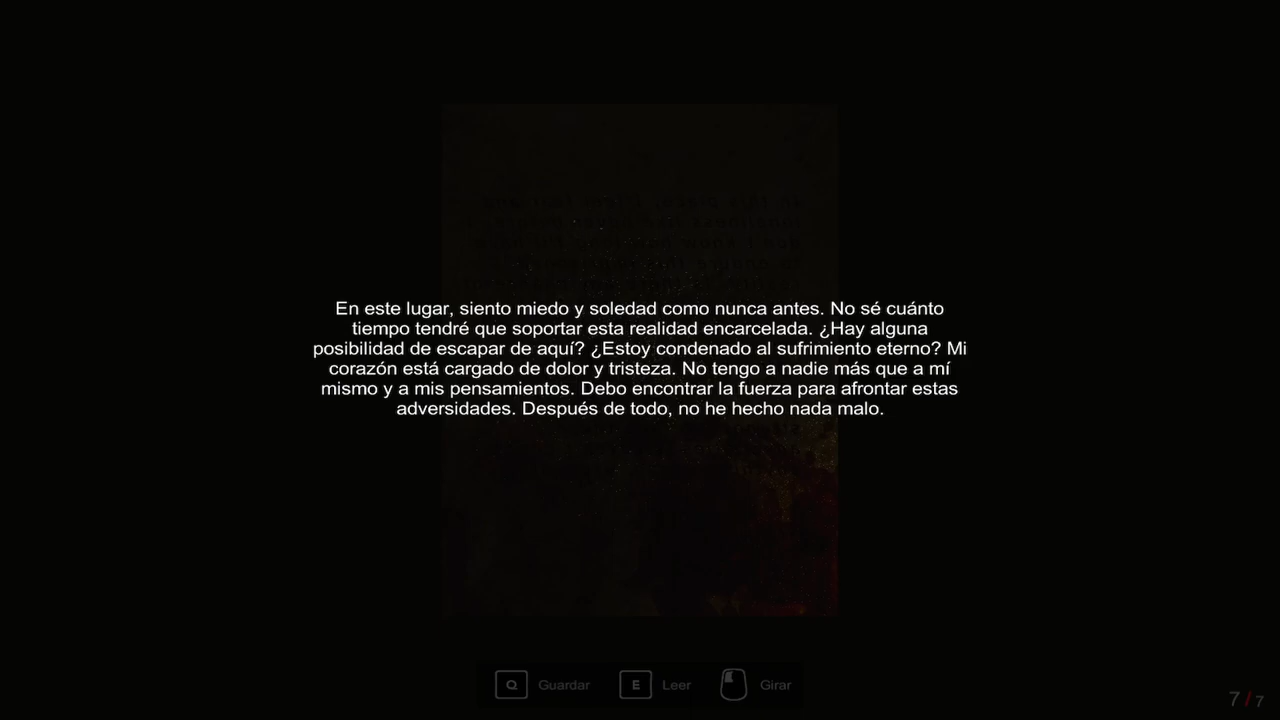 En este lugar, siento miedo y soledad como nunca antes. No sé cuánto
tiempo tendré que soportar esta realidad encarcelada. ¿Hay alguna
posibilidad de escapar de aquí? ¿Estoy condenado al sufrimiento eterno? Mi
corazón está cargado de dolor y tristeza. No tengo a nadie más que a mí
mismo y a mis pensamientos. Debo encontrar la fuerza para afrontar estas
adversidades. Después de todo, no he hecho nada malo.
Q Guardar E Leer Girar
7/7